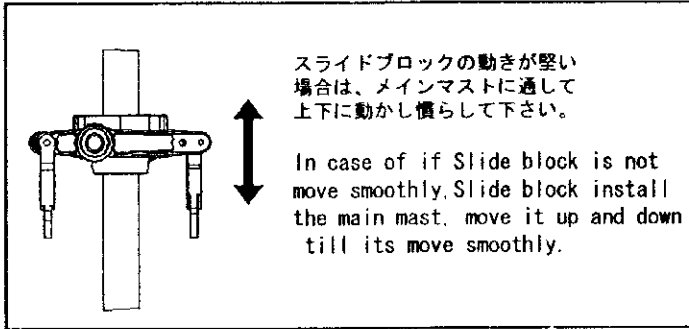 スライドブロックの動きが堅い
場合は、メインマストに通して
上下に動かし慣らして下さい。
In case of if Slide block is not
move smoothly,Slide block install
the main mast, move it up and down
till its move smoothly.